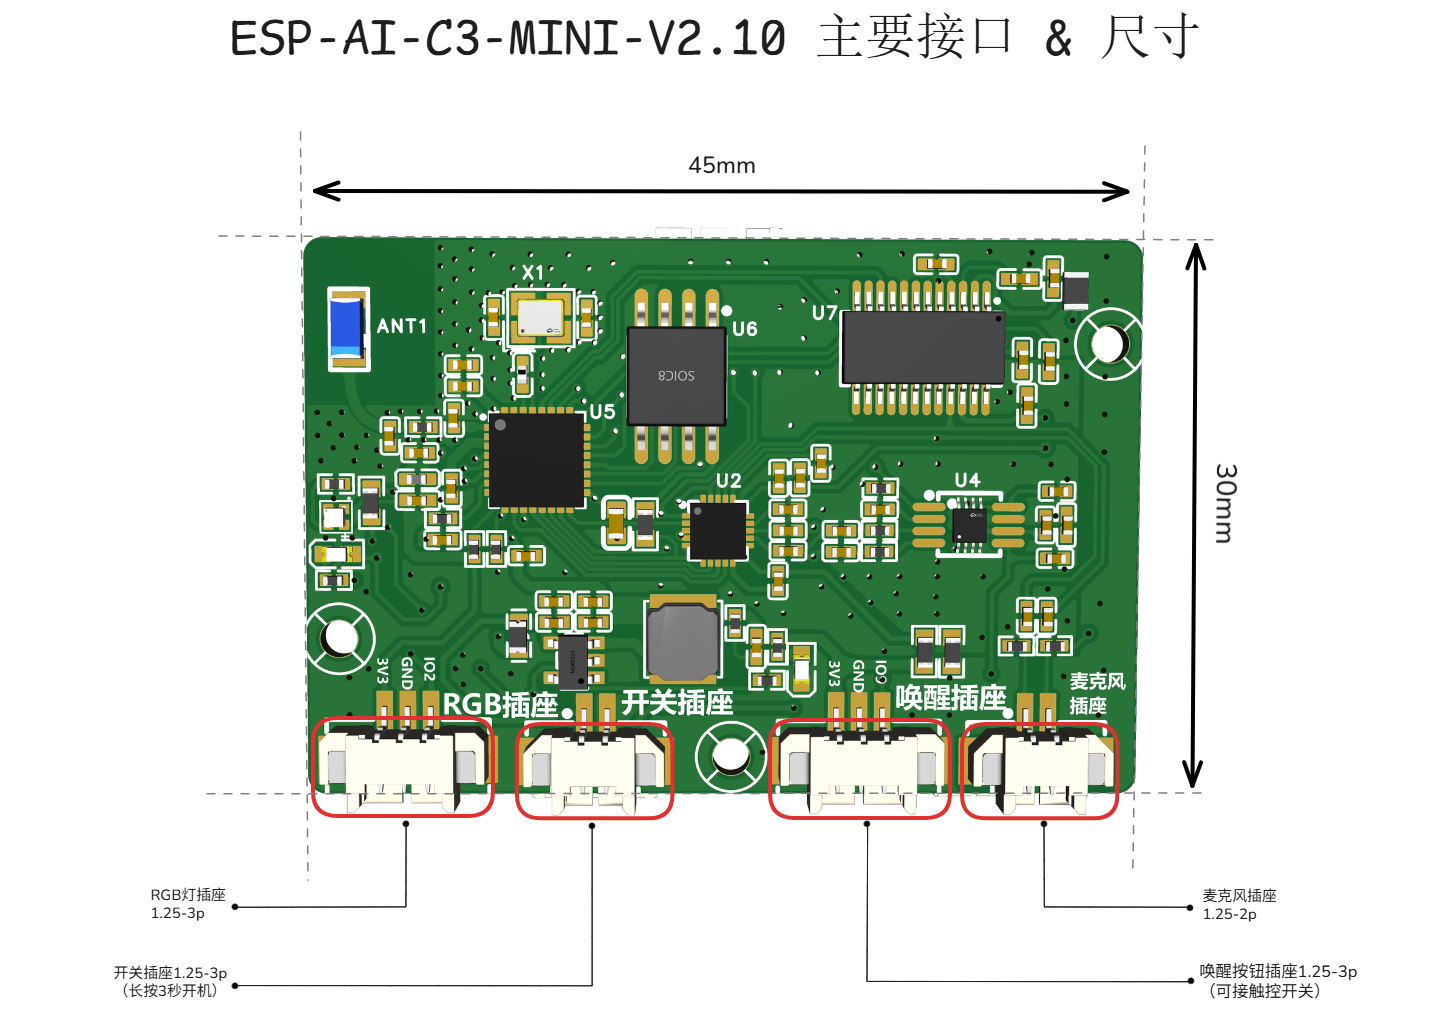 ESP-AI-C3-MINI-V2.10 主要接口 & 尺寸
45mm
30mm
X1
ANT1
U6
U7
SOIC8
U5
U2
U4
3V3
GND
IO2
RGB插座
开关插座
3V3
GND
唤醒插座
麦克风
插座
RGB灯插座
1.25-3p
麦克风插座
1.25-2p
开关插座1.25-3p
（长按3秒开机）
唤醒按钮插座1.25-3p
（可接触控开关）